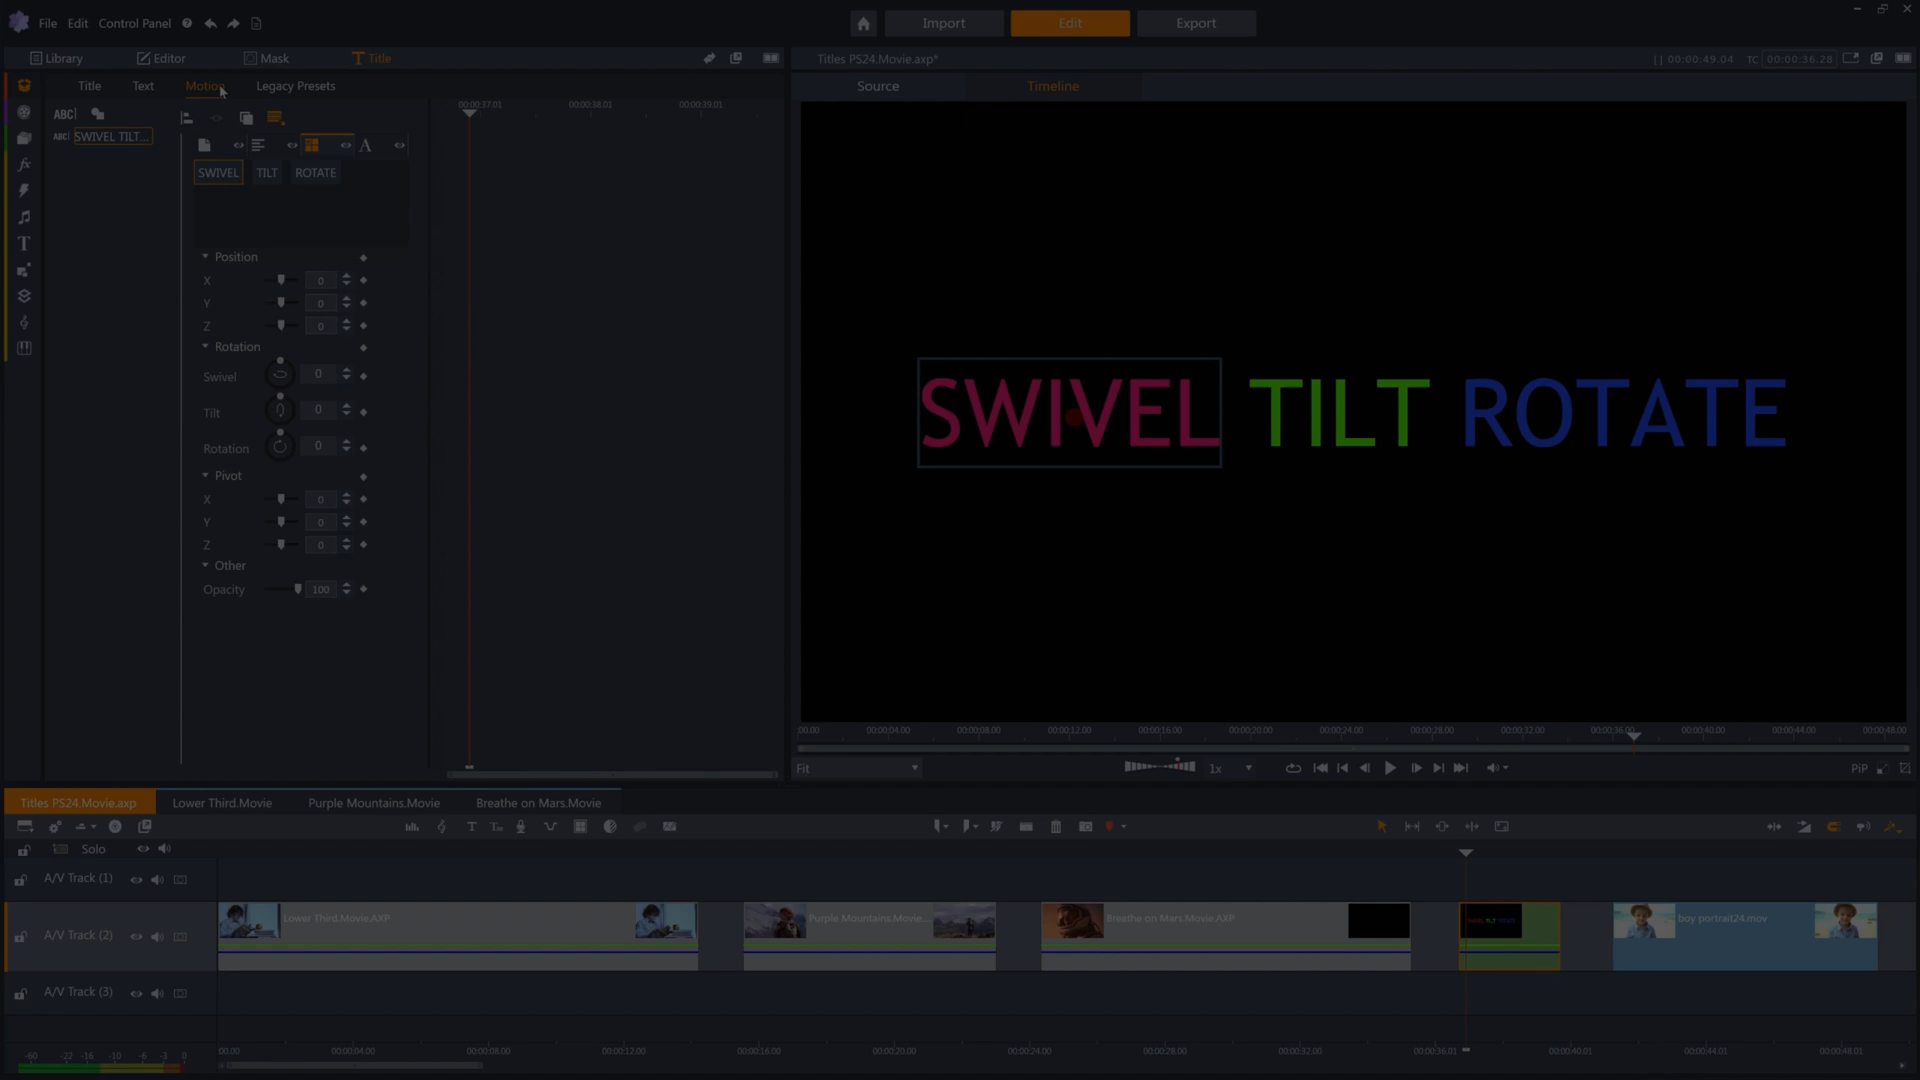 File Edit Control Panel
Import Edit Export
Library Editor Mask Title
Titles PS24.Movie.axp* [ ] 00:00:49.04 TC 00:00:36.28
Title Text Motion Legacy Presets
Source Timeline
00:00:37.01 00:00:38.01 00:00:39.01
ABC
ABC SWIVEL TILT...
A
SWIVEL TILT ROTATE
Position
X 0
Y 0
Z 0
Rotation
Swivel 0
Tilt 0
Rotation 0
Pivot
X 0
Y 0
Z 0
Other
Opacity 100
SWIVEL TILT ROTATE
00.00 00:00:04.00 00:00:08.00 00:00:12.00 00:00:16.00 00:00:20.00 00:00:24.00 00:00:28.00 00:00:32.00 00:00:36.00 00:00:40.00 00:00:44.00 00:00:48.00
Fit 1x PiP
Titles PS24.Movie.axp Lower Third.Movie Purple Mountains.Movie Breathe on Mars.Movie
Solo
A/V Track (1)
A/V Track (2)
Lower Third.Movie.AXP Purple Mountains.Movie... Breathe on Mars.Movie.AXP SWIVEL TILT ROTATE boy portrait24.mov
A/V Track (3)
-60 -22 -16 -10 -6 -3 0
00.00 00:00:04.00 00:00:08.00 00:00:12.00 00:00:16.00 00:00:20.00 00:00:24.00 00:00:28.00 00:00:32.00 00:00:36.01 00:00:40.01 00:00:44.01 00:00:48.01